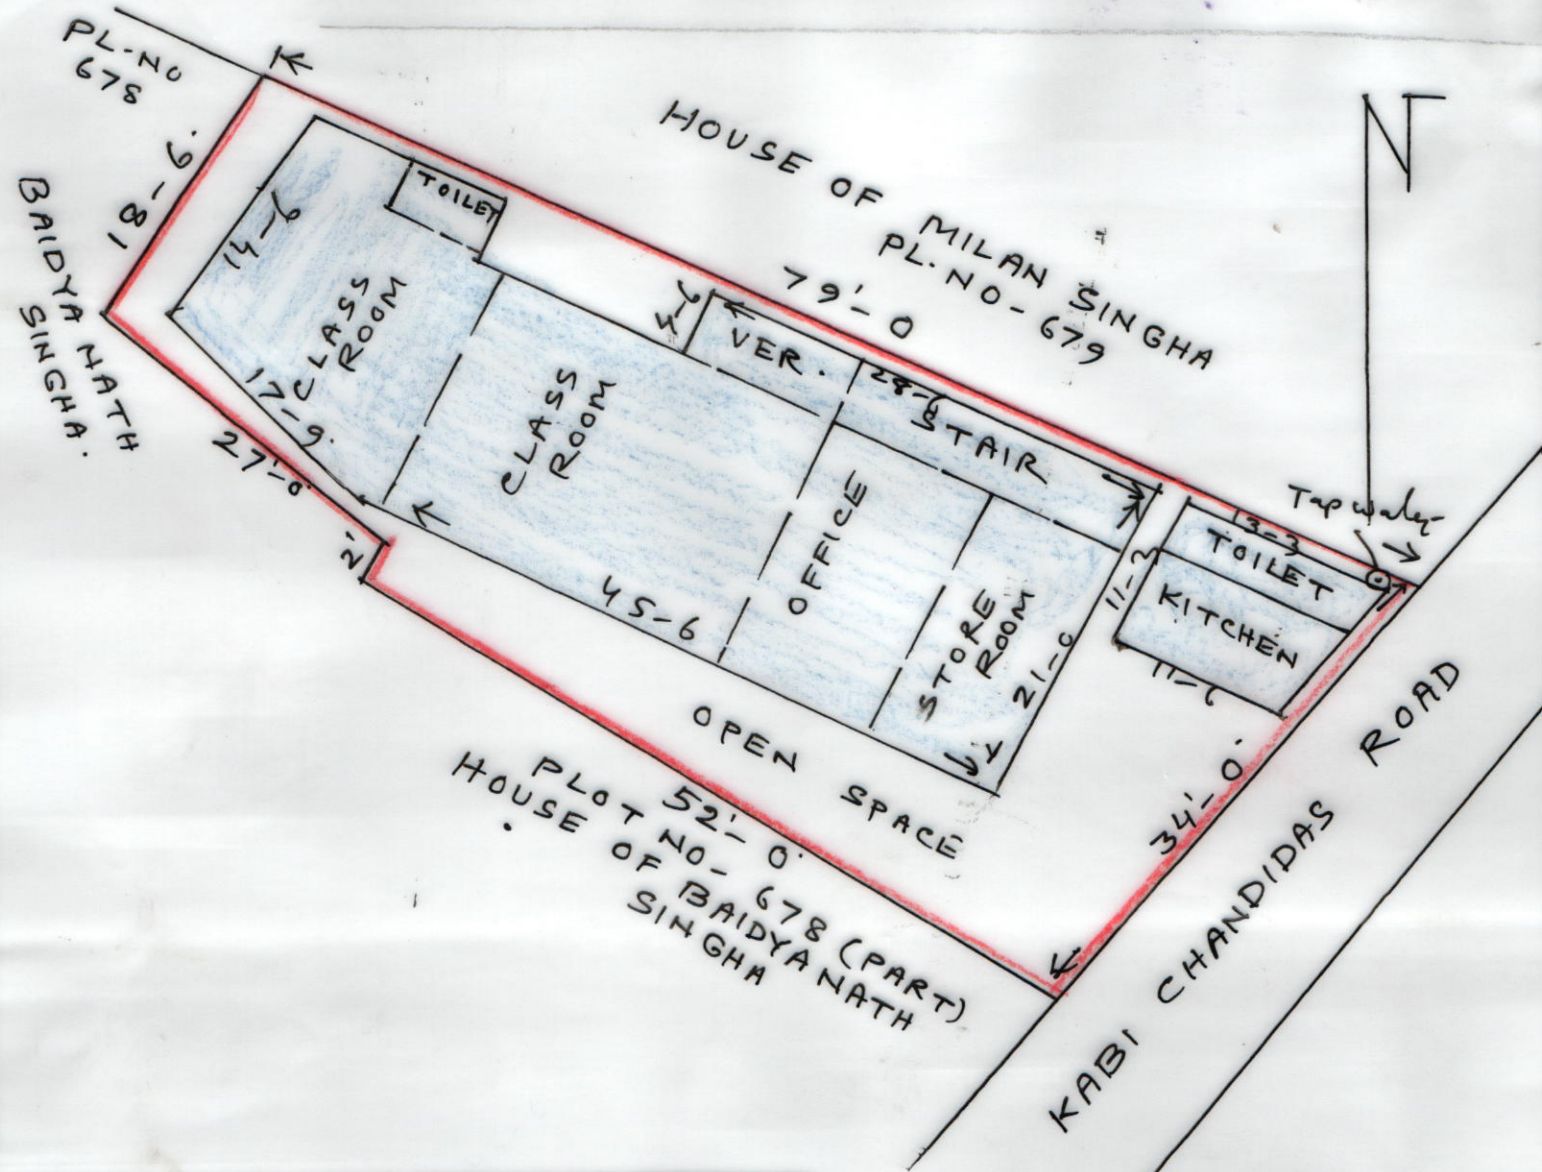 PL-NO
678
18-6.
BAIDYA NATH
SINGHA.
HOUSE OF MILAN SINGHA
PL.NO-679
79'-0
N
TOILET
14-6
CLASS
ROOM
17-9.
27'-0'
2'
CLASS
ROOM
5-6
VER.
28-6
STAIR
OFFICE
STORE
ROOM
45-6
21-0
Tap water
13-3
TOILET
KITCHEN
11-3
11-6
OPEN SPACE
34'-0'
52'-0'
PLOT NO-678 (PART)
HOUSE OF BAIDYANATH
SINGHA
KABI CHANDIDAS ROAD